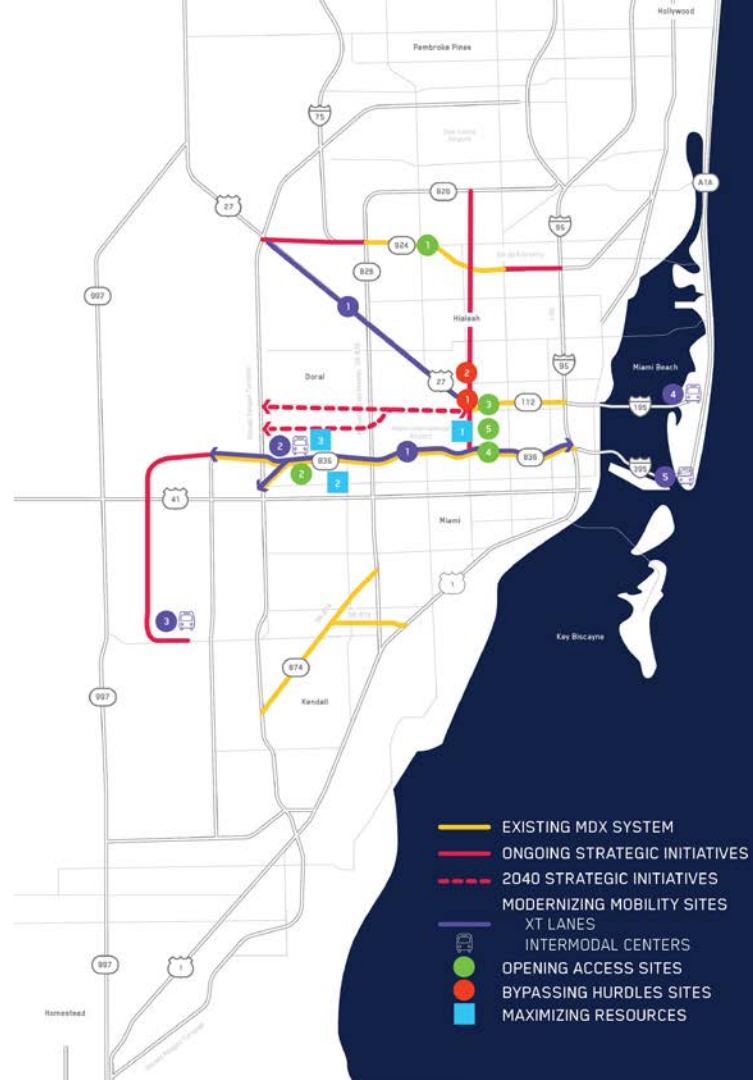 Hollywood
Pembroke Pines
75
27
A1A
826
95
924
1
826
997
1
Hialeah
Doral
2
27
95
Miami Beach
1
3
112
195
4
1
5
2
3
1
836
4
836
395
5
2
2
41
Miami
1
3
Key Biscayne
874
997
Kendall
EXISTING MDX SYSTEM
ONGOING STRATEGIC INITIATIVES
2040 STRATEGIC INITIATIVES
MODERNIZING MOBILITY SITES
XT LANES
INTERMODAL CENTERS
OPENING ACCESS SITES
BYPASSING HURDLES SITES
MAXIMIZING RESOURCES
997
1
Homestead